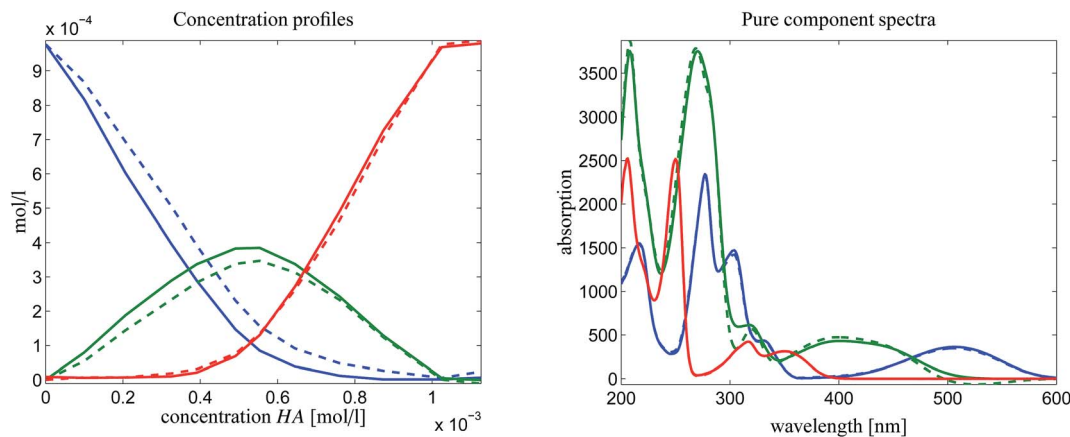 Concentration profiles
x 10⁻⁴
9
8
7
6
5
4
3
2
1
0
mol/l
0 0.2 0.4 0.6 0.8 1
concentration HA [mol/l]
x 10⁻³
Pure component spectra
3500
3000
2500
2000
1500
1000
500
0
absorption
200 300 400 500 600
wavelength [nm]